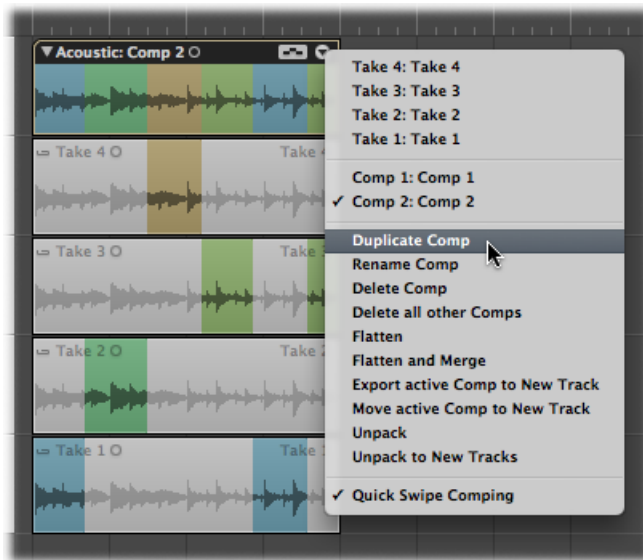 Acoustic: Comp 2
Take 4
Take 4
Take 3
Take
Take 2
Take
Take 1
Take
Take 4: Take 4
Take 3: Take 3
Take 2: Take 2
Take 1: Take 1
Comp 1: Comp 1
✓ Comp 2: Comp 2
Duplicate Comp
Rename Comp
Delete Comp
Delete all other Comps
Flatten
Flatten and Merge
Export active Comp to New Track
Move active Comp to New Track
Unpack
Unpack to New Tracks
✓ Quick Swipe Comping